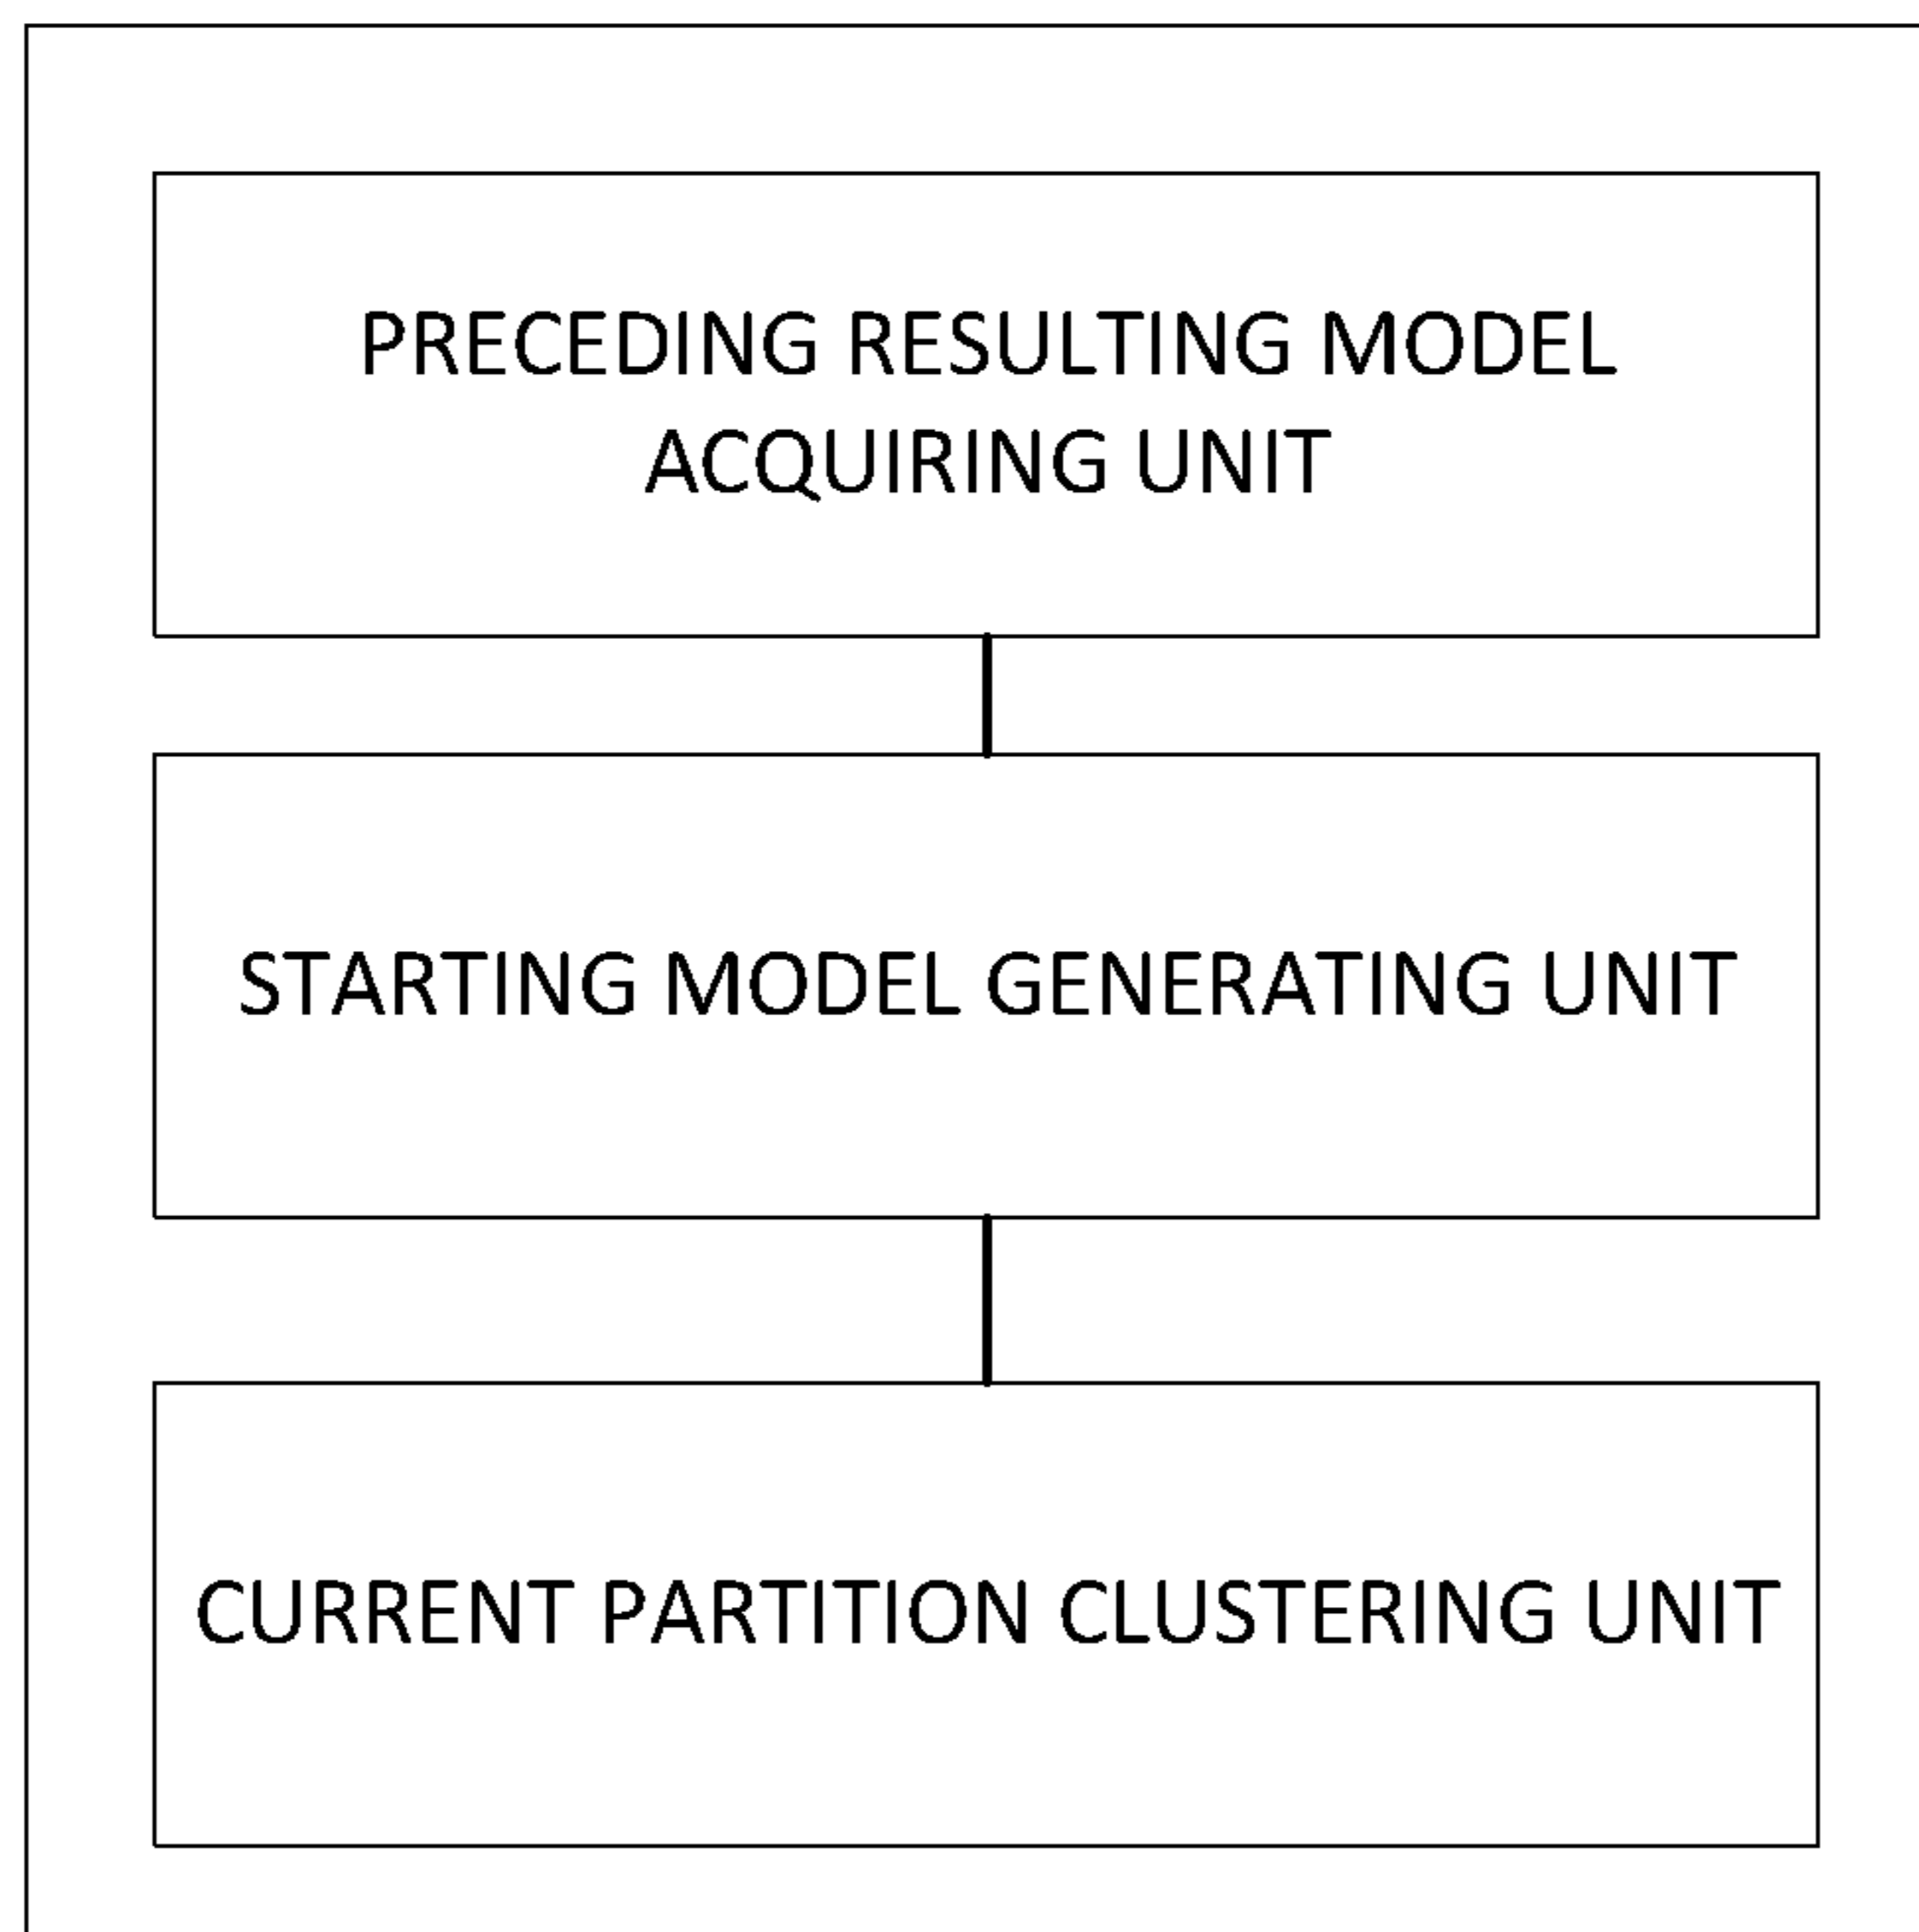 PRECEDING RESULTING MODEL
ACQUIRING UNIT
STARTING MODEL GENERATING UNIT
CURRENT PARTITION CLUSTERING UNIT